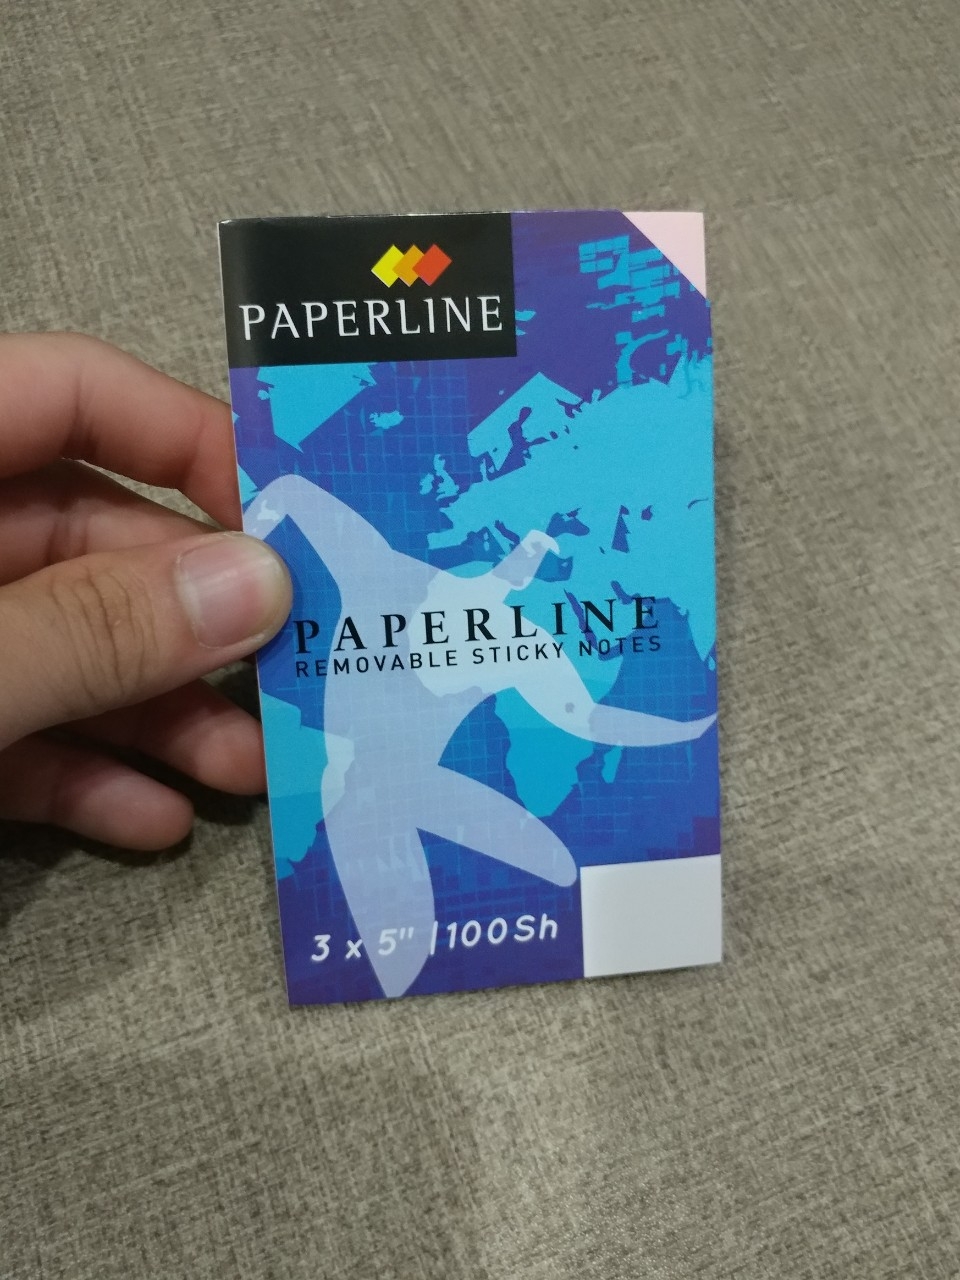 PAPERLINE
PAPERLINE
REMOVABLE STICKY NOTES
3 x 5" | 100Sh